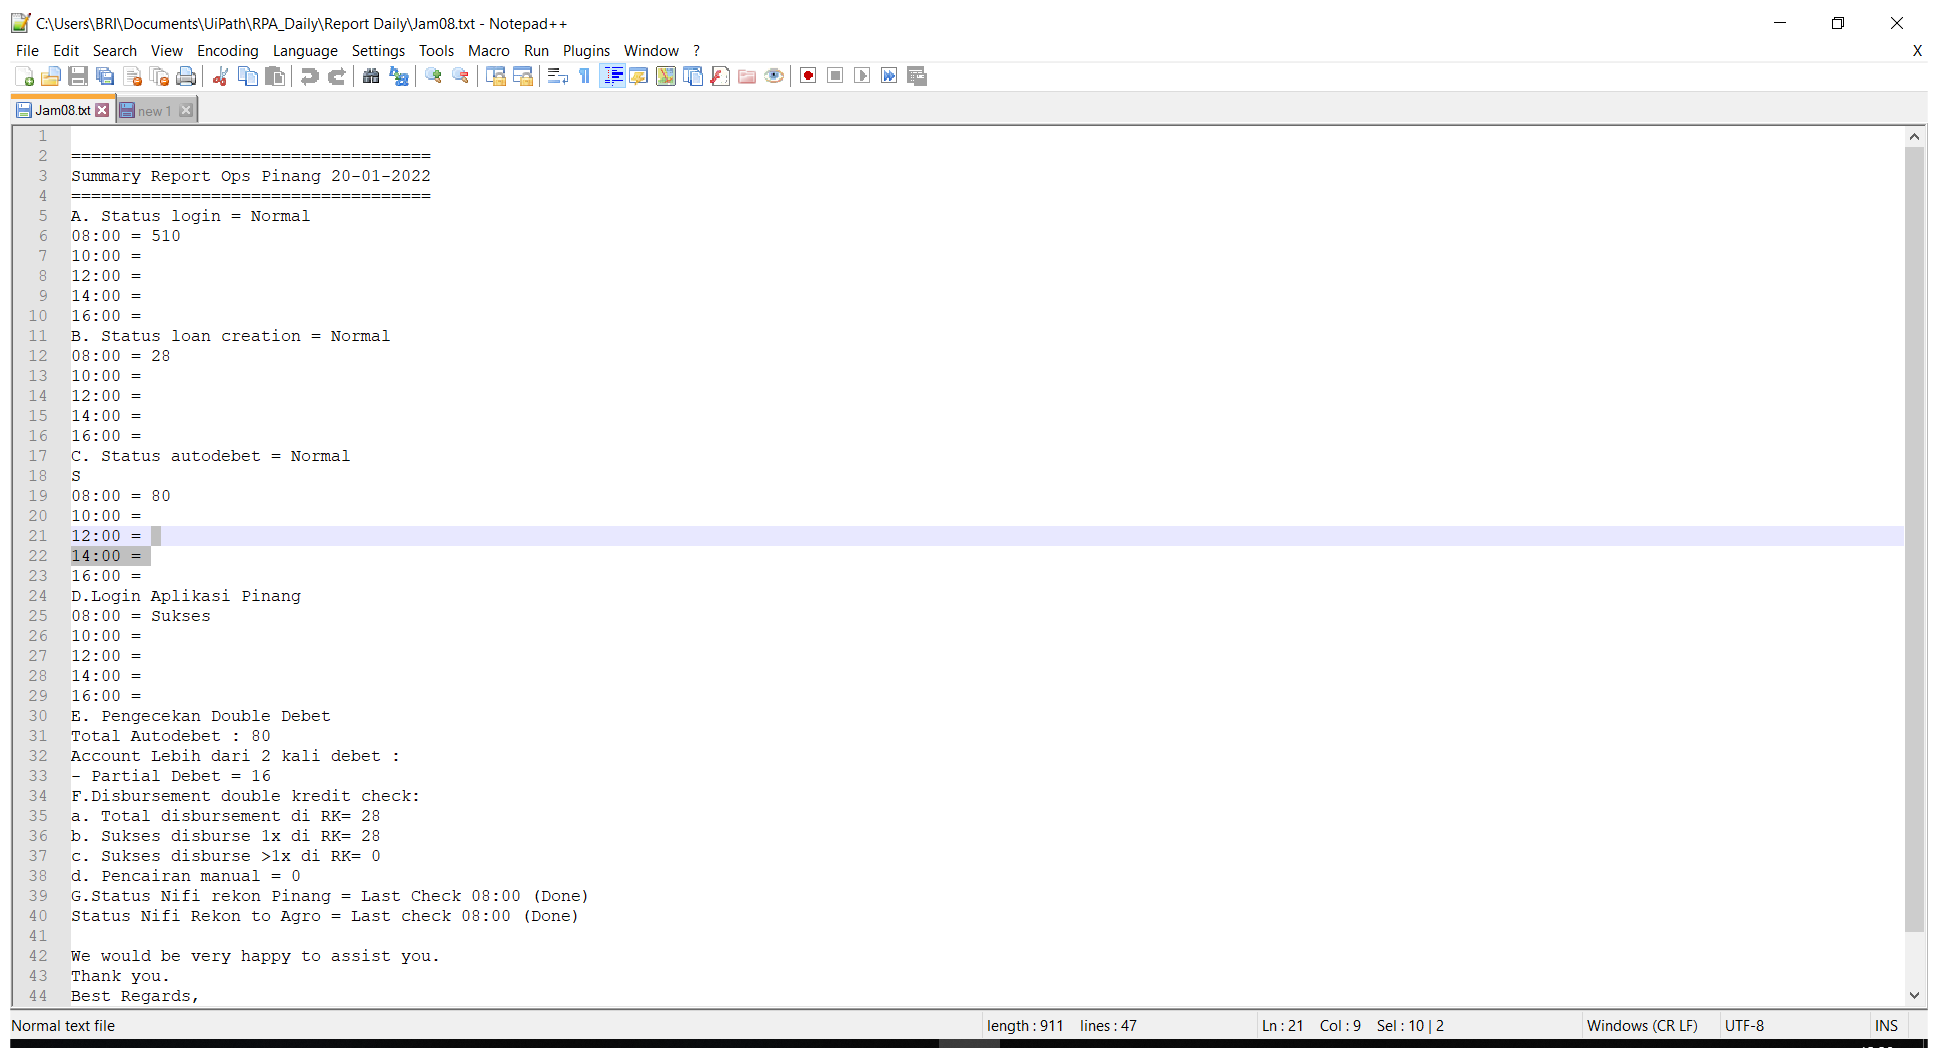 C:\Users\BRI\Documents\UiPath\RPA_Daily\Report Daily\Jam08.txt - Notepad++
File Edit Search View Encoding Language Settings Tools Macro Run Plugins Window ? X
Jam08.txt new 1
1
2 ====================================
3 Summary Report Ops Pinang 20-01-2022
4 ====================================
5 A. Status login = Normal
6 08:00 = 510
7 10:00 =
8 12:00 =
9 14:00 =
10 16:00 =
11 B. Status loan creation = Normal
12 08:00 = 28
13 10:00 =
14 12:00 =
15 14:00 =
16 16:00 =
17 C. Status autodebet = Normal
18 S
19 08:00 = 80
20 10:00 =
21 12:00 =
22 14:00 =
23 16:00 =
24 D.Login Aplikasi Pinang
25 08:00 = Sukses
26 10:00 =
27 12:00 =
28 14:00 =
29 16:00 =
30 E. Pengecekan Double Debet
31 Total Autodebet : 80
32 Account Lebih dari 2 kali debet :
33 - Partial Debet = 16
34 F.Disbursement double kredit check:
35 a. Total disbursement di RK= 28
36 b. Sukses disburse 1x di RK= 28
37 c. Sukses disburse >1x di RK= 0
38 d. Pencairan manual = 0
39 G.Status Nifi rekon Pinang = Last Check 08:00 (Done)
40 Status Nifi Rekon to Agro = Last check 08:00 (Done)
41
42 We would be very happy to assist you.
43 Thank you.
44 Best Regards,
Normal text file length : 911 lines : 47 Ln : 21 Col : 9 Sel : 10 | 2 Windows (CR LF) UTF-8 INS